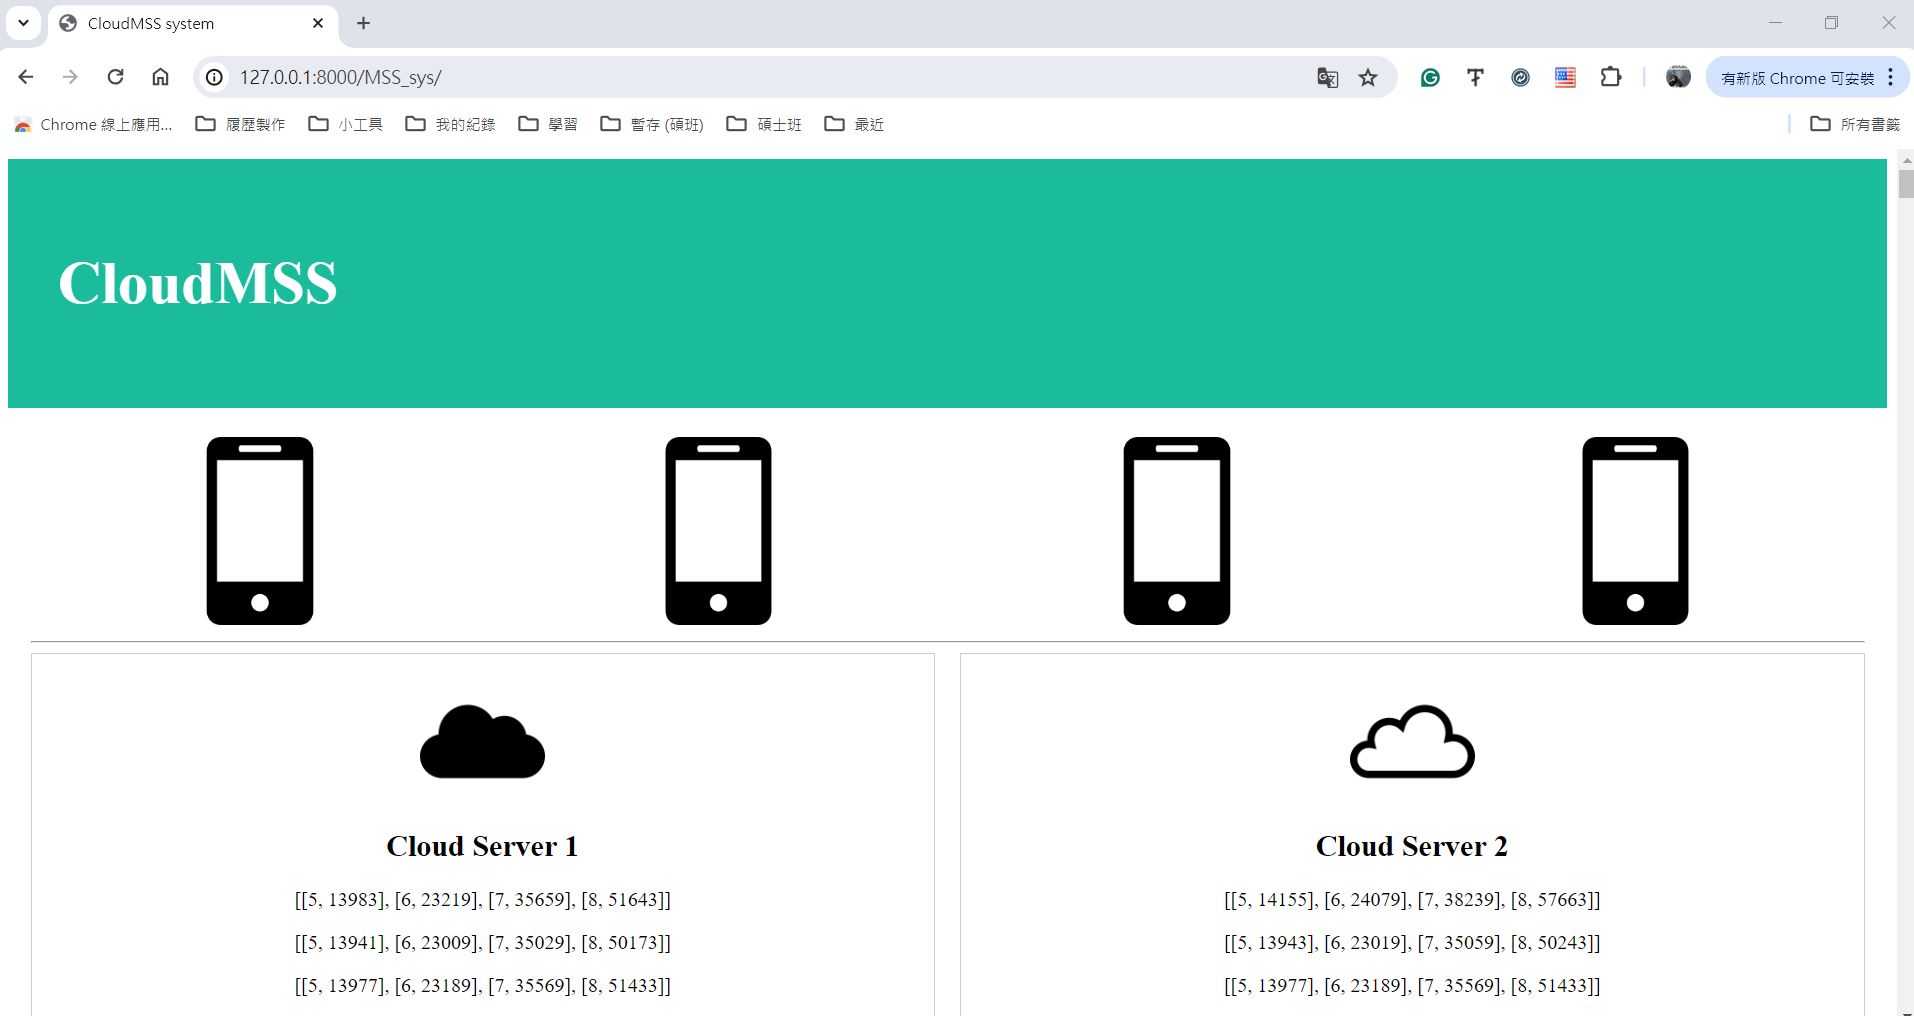 CloudMSS system
127.0.0.1:8000/MSS_sys/
有新版 Chrome 可安裝
Chrome 線上應用...
履歷製作
小工具
我的紀錄
學習
暫存 (碩班)
碩士班
最近
所有書籤
CloudMSS
Cloud Server 1
[[5, 13983], [6, 23219], [7, 35659], [8, 51643]]
[[5, 13941], [6, 23009], [7, 35029], [8, 50173]]
[[5, 13977], [6, 23189], [7, 35569], [8, 51433]]
Cloud Server 2
[[5, 14155], [6, 24079], [7, 38239], [8, 57663]]
[[5, 13943], [6, 23019], [7, 35059], [8, 50243]]
[[5, 13977], [6, 23189], [7, 35569], [8, 51433]]